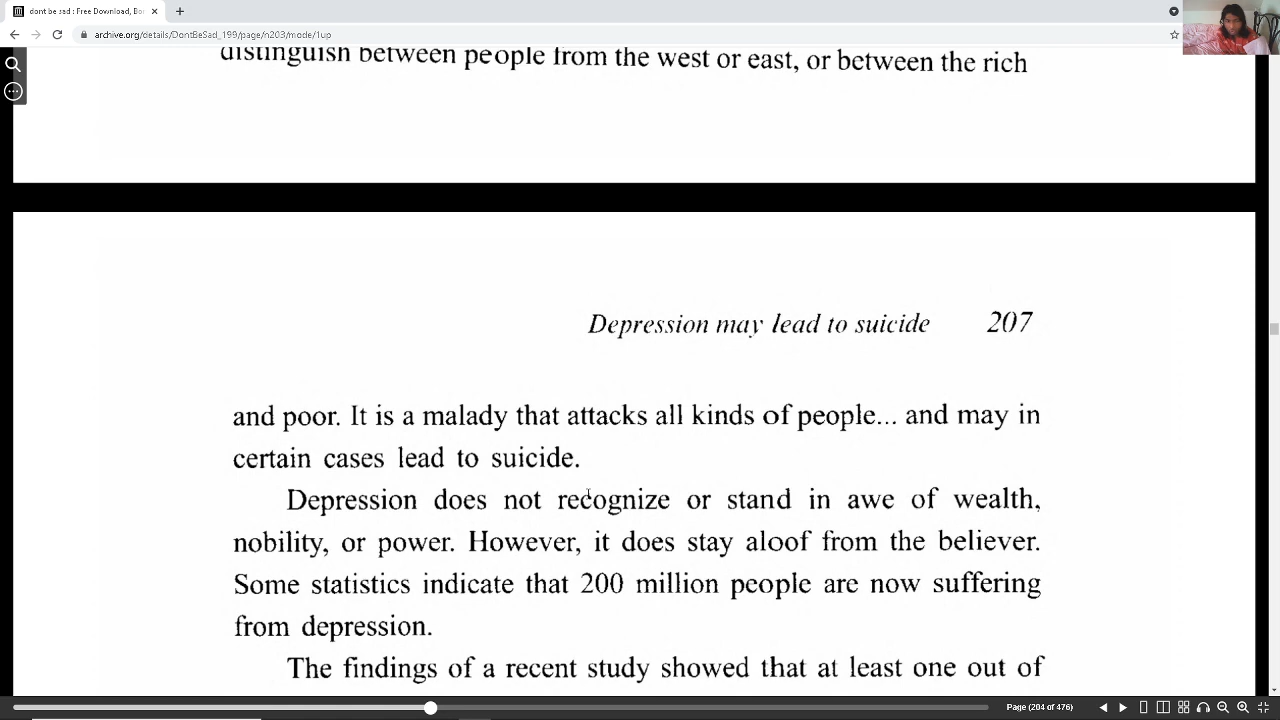 dont be sad : Free Download, Bo
archive.org/details/DontBeSad_199/page/n203/mode/1up
distinguish between people from the west or east, or between the rich
Depression may lead to suicide 207
and poor. It is a malady that attacks all kinds of people... and may in
certain cases lead to suicide.
Depression does not recognize or stand in awe of wealth,
nobility, or power. However, it does stay aloof from the believer.
Some statistics indicate that 200 million people are now suffering
from depression.
The findings of a recent study showed that at least one out of
Page (204 of 476)